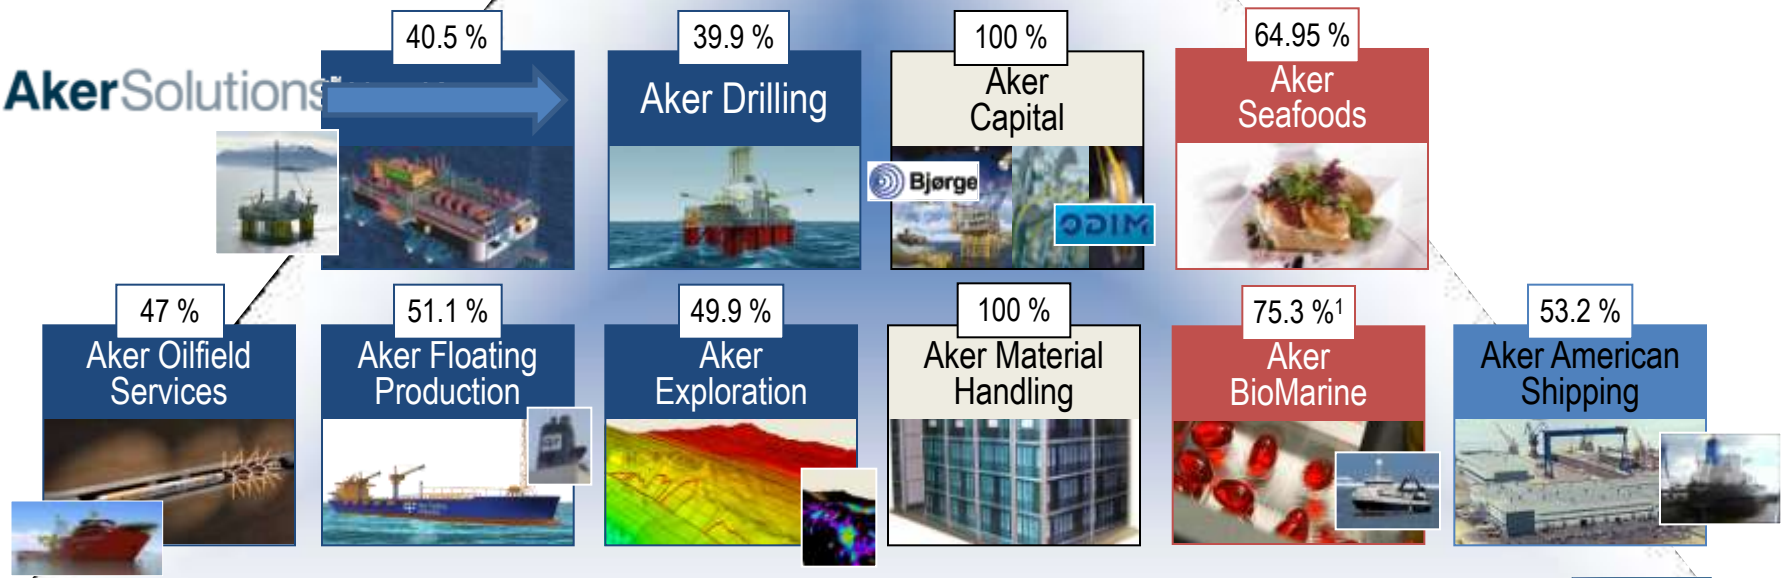 40.5 %
39.9 %
100 %
64.95 %
AkerSolutions
Aker Drilling
Aker
Capital
Aker
Seafoods
Bjørge
ODIM
47 %
51.1 %
49.9 %
100 %
75.3 %¹
53.2 %
Aker Oilfield
Services
Aker Floating
Production
Aker
Exploration
Aker Material
Handling
Aker
BioMarine
Aker American
Shipping